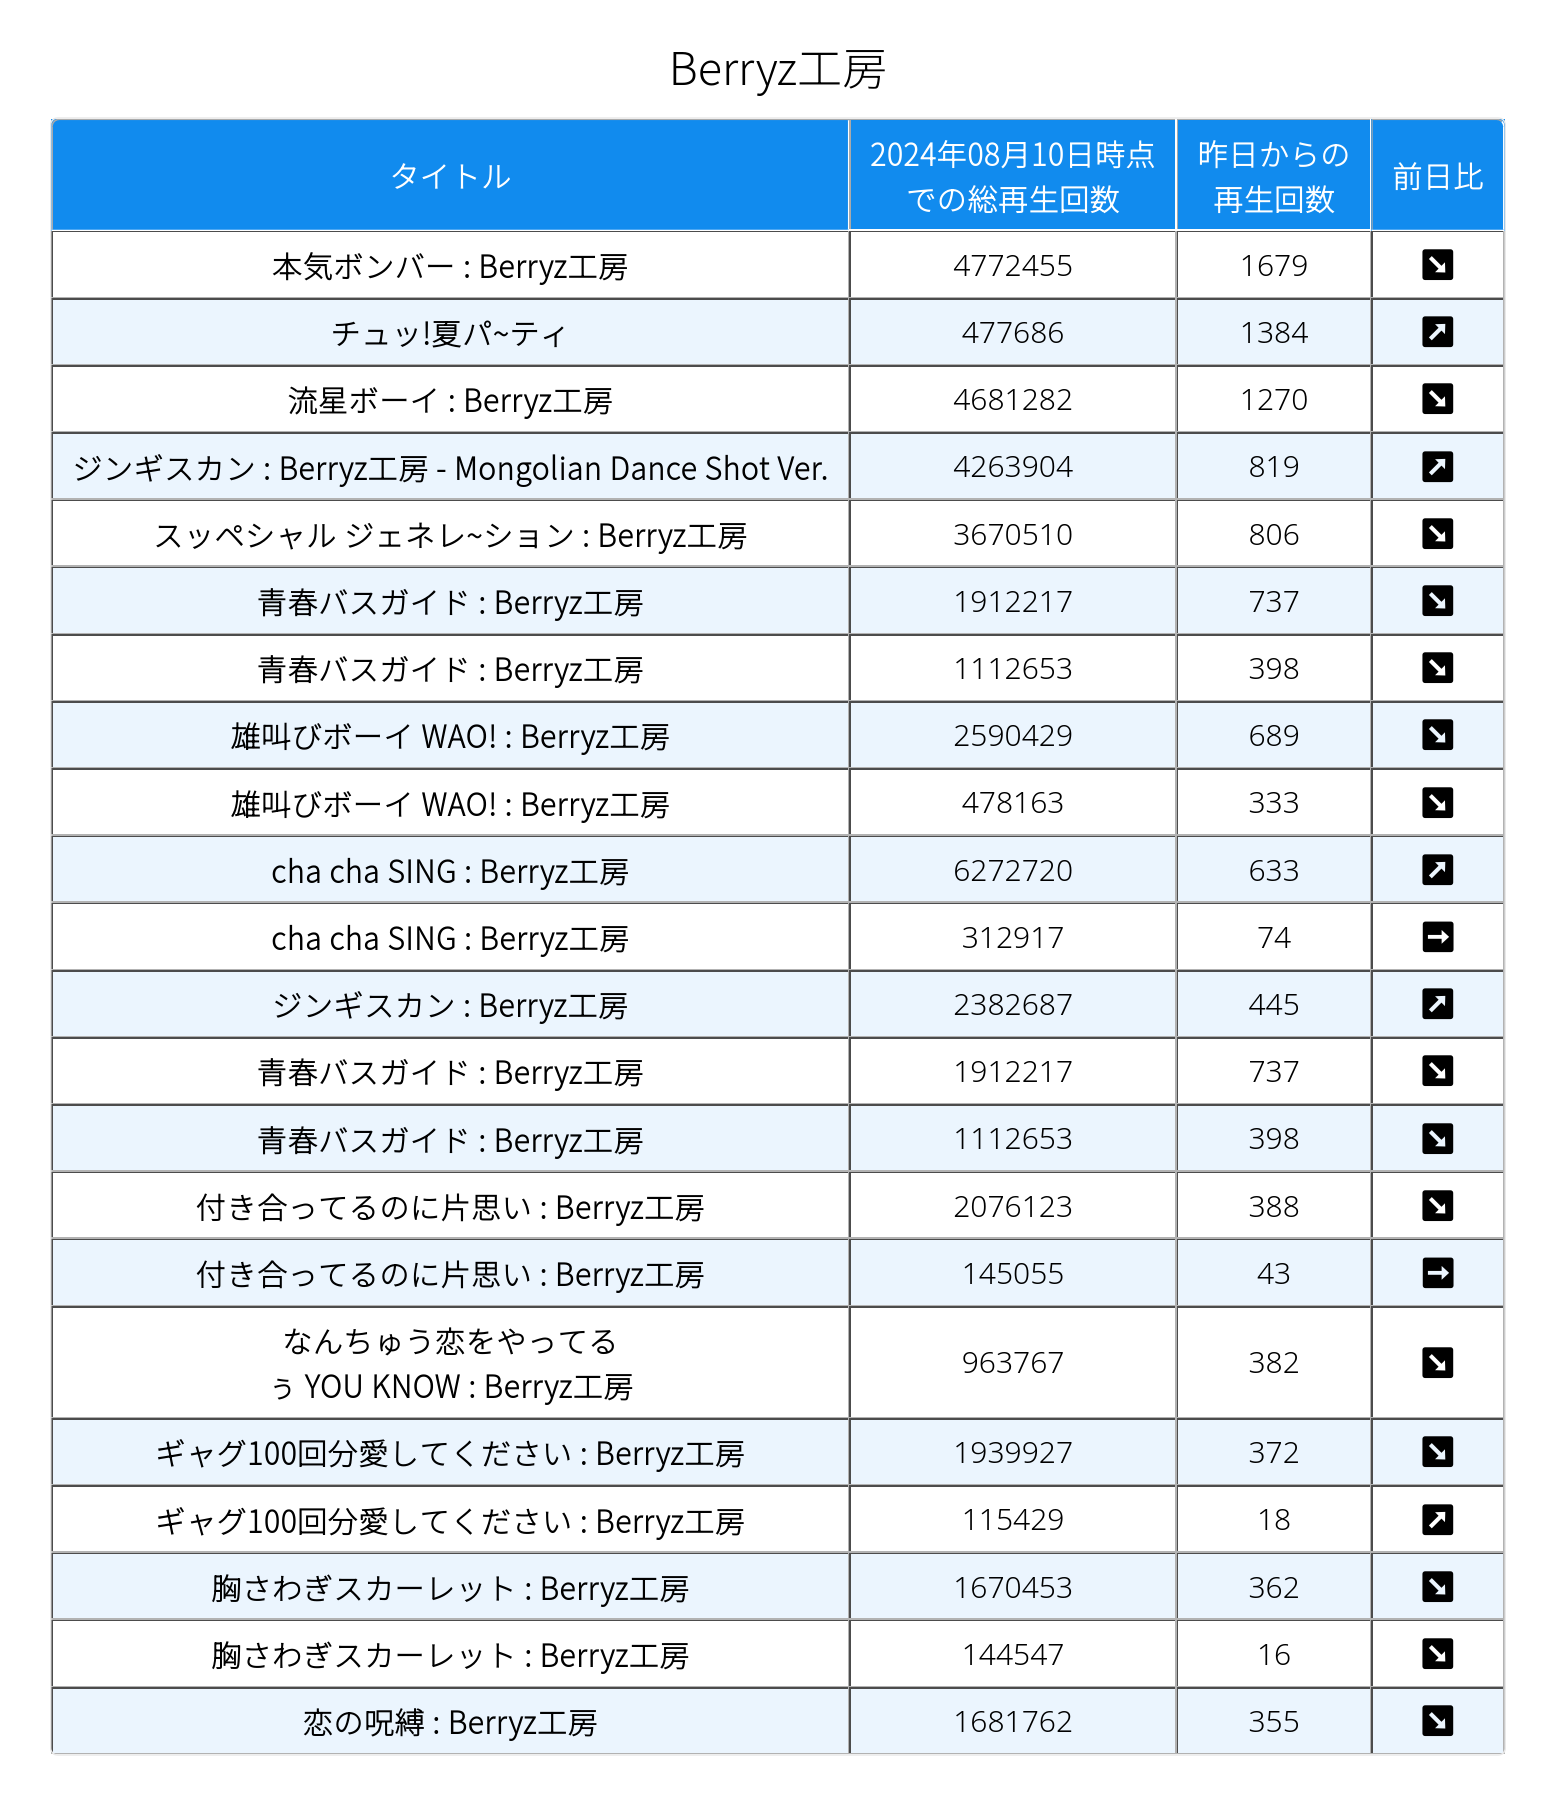 Berryz工房
タイトル 2024年08月10日時点での総再生回数 昨日からの再生回数 前日比
本気ボンバー : Berryz工房 4772455 1679 ↘
チュッ!夏パ~ティ 477686 1384 ↗
流星ボーイ : Berryz工房 4681282 1270 ↘
ジンギスカン : Berryz工房 - Mongolian Dance Shot Ver. 4263904 819 ↗
スッペシャル ジェネレ~ション : Berryz工房 3670510 806 ↘
青春バスガイド : Berryz工房 1912217 737 ↘
青春バスガイド : Berryz工房 1112653 398 ↘
雄叫びボーイ WAO! : Berryz工房 2590429 689 ↘
雄叫びボーイ WAO! : Berryz工房 478163 333 ↘
cha cha SING : Berryz工房 6272720 633 ↗
cha cha SING : Berryz工房 312917 74 →
ジンギスカン : Berryz工房 2382687 445 ↗
青春バスガイド : Berryz工房 1912217 737 ↘
青春バスガイド : Berryz工房 1112653 398 ↘
付き合ってるのに片思い : Berryz工房 2076123 388 ↘
付き合ってるのに片思い : Berryz工房 145055 43 →
なんちゅう恋をやってる
ぅ YOU KNOW : Berryz工房 963767 382 ↘
ギャグ100回分愛してください : Berryz工房 1939927 372 ↘
ギャグ100回分愛してください : Berryz工房 115429 18 ↗
胸さわぎスカーレット : Berryz工房 1670453 362 ↘
胸さわぎスカーレット : Berryz工房 144547 16 ↘
恋の呪縛 : Berryz工房 1681762 355 ↘